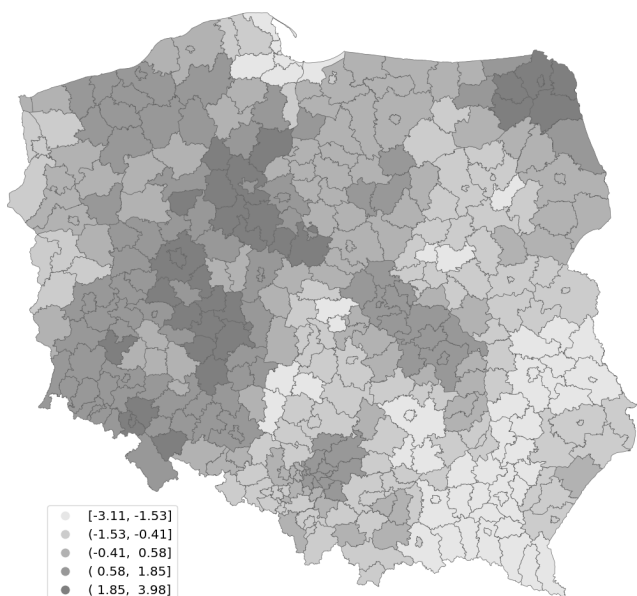 [-3.11, -1.53]
(-1.53, -0.41]
(-0.41, 0.58]
( 0.58, 1.85]
( 1.85, 3.98]